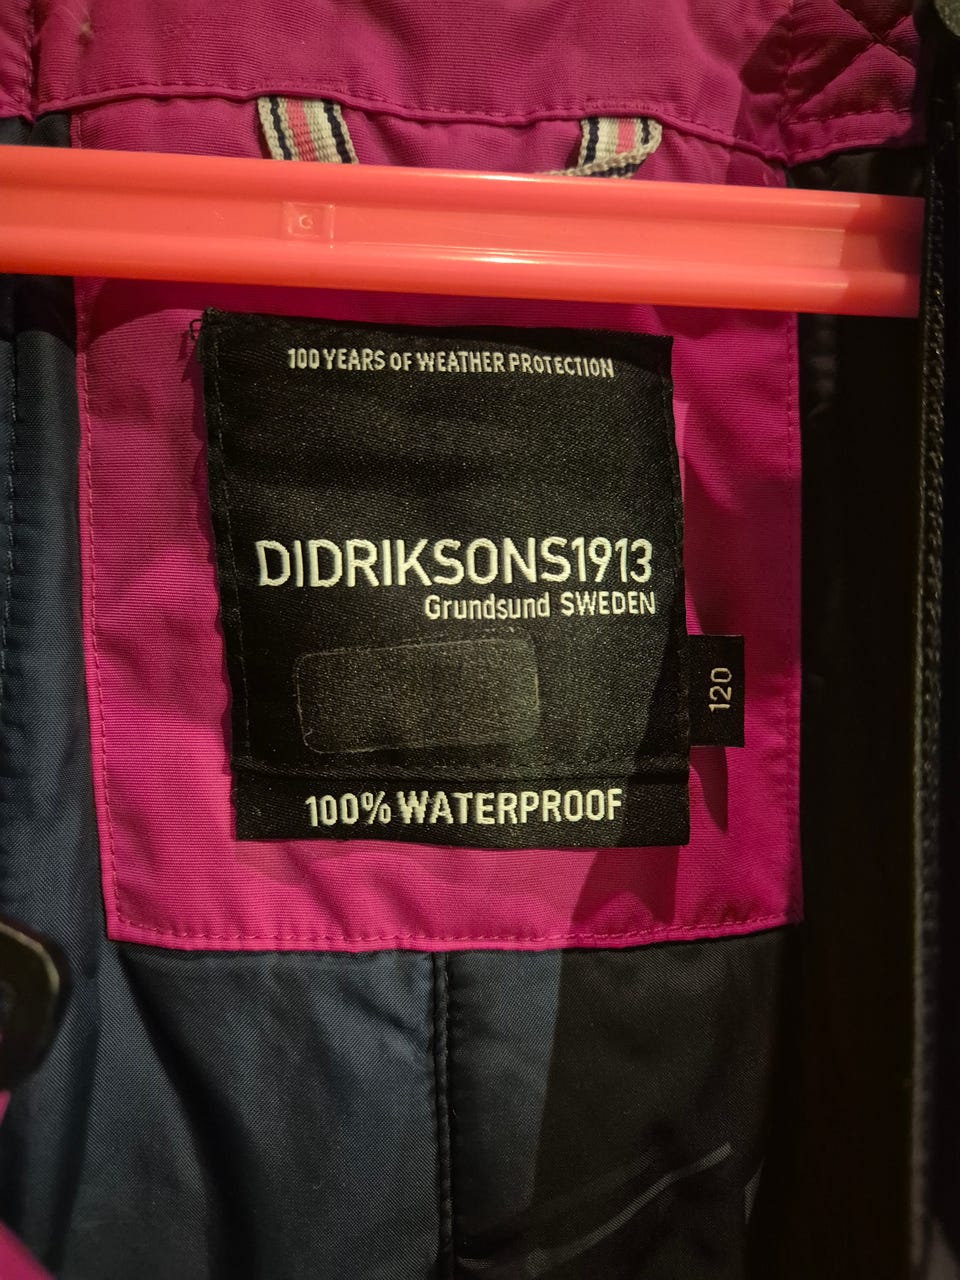 100 YEARS OF WEATHER PROTECTION
DIDRIKSONS1913
Grundsund SWEDEN
120
100% WATERPROOF